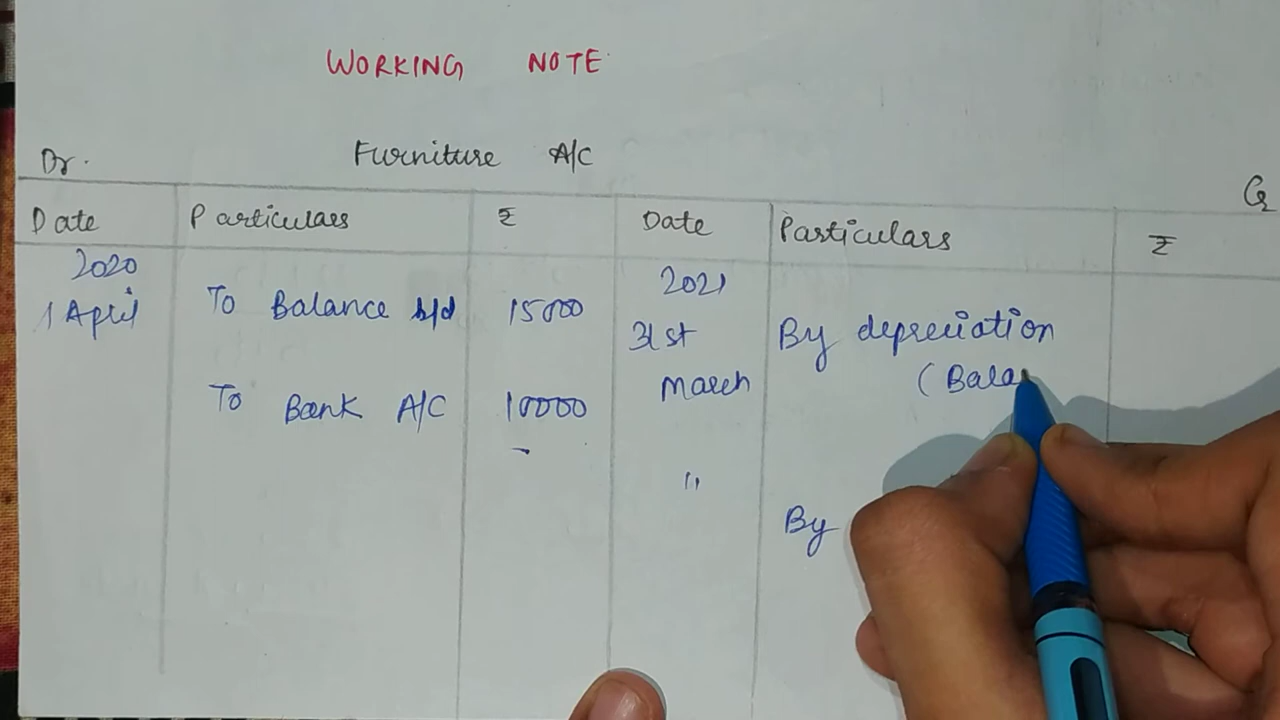 WORKING NOTE
Dr. Furniture A/C Cr
Date Particulars ₹ Date Particulars ₹
2020 2021
1 April To Balance b/d 15000 31st By depreciation
March (Bala
To Bank A/C 10000
"
By